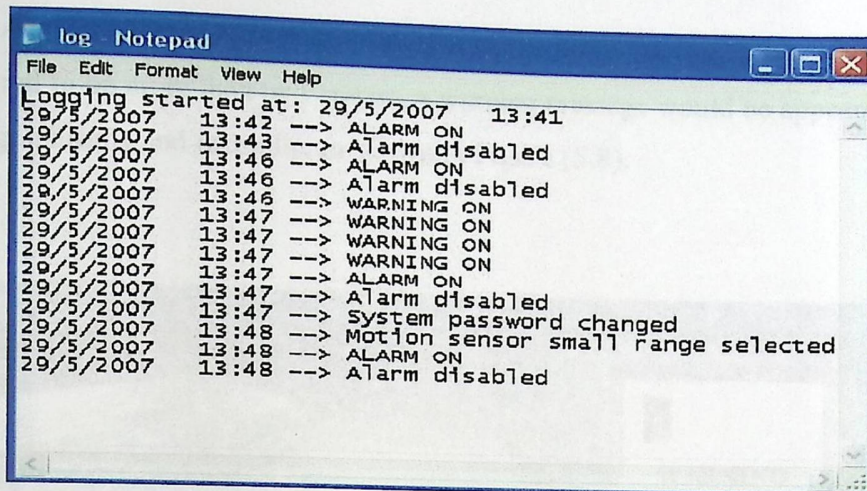 log - Notepad
File Edit Format View Help
Logging started at: 29/5/2007 13:41
29/5/2007 13:42 --> ALARM ON
29/5/2007 13:43 --> Alarm disabled
29/5/2007 13:46 --> ALARM ON
29/5/2007 13:46 --> Alarm disabled
29/5/2007 13:46 --> WARNING ON
29/5/2007 13:47 --> WARNING ON
29/5/2007 13:47 --> WARNING ON
29/5/2007 13:47 --> WARNING ON
29/5/2007 13:47 --> ALARM ON
29/5/2007 13:47 --> Alarm disabled
29/5/2007 13:47 --> System password changed
29/5/2007 13:48 --> Motion sensor small range selected
29/5/2007 13:48 --> ALARM ON
29/5/2007 13:48 --> Alarm disabled